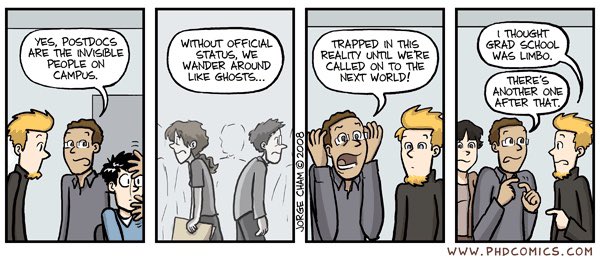 YES, POSTDOCS
ARE THE INVISIBLE
PEOPLE ON
CAMPUS.
WITHOUT OFFICIAL
STATUS, WE
WANDER AROUND
LIKE GHOSTS...
TRAPPED IN THIS
REALITY UNTIL WE'RE
CALLED ON TO THE
NEXT WORLD!
JORGE CHAM © 2008
I THOUGHT
GRAD SCHOOL
WAS LIMBO.
THERE'S
ANOTHER ONE
AFTER THAT.
WWW.PHDCOMICS.COM